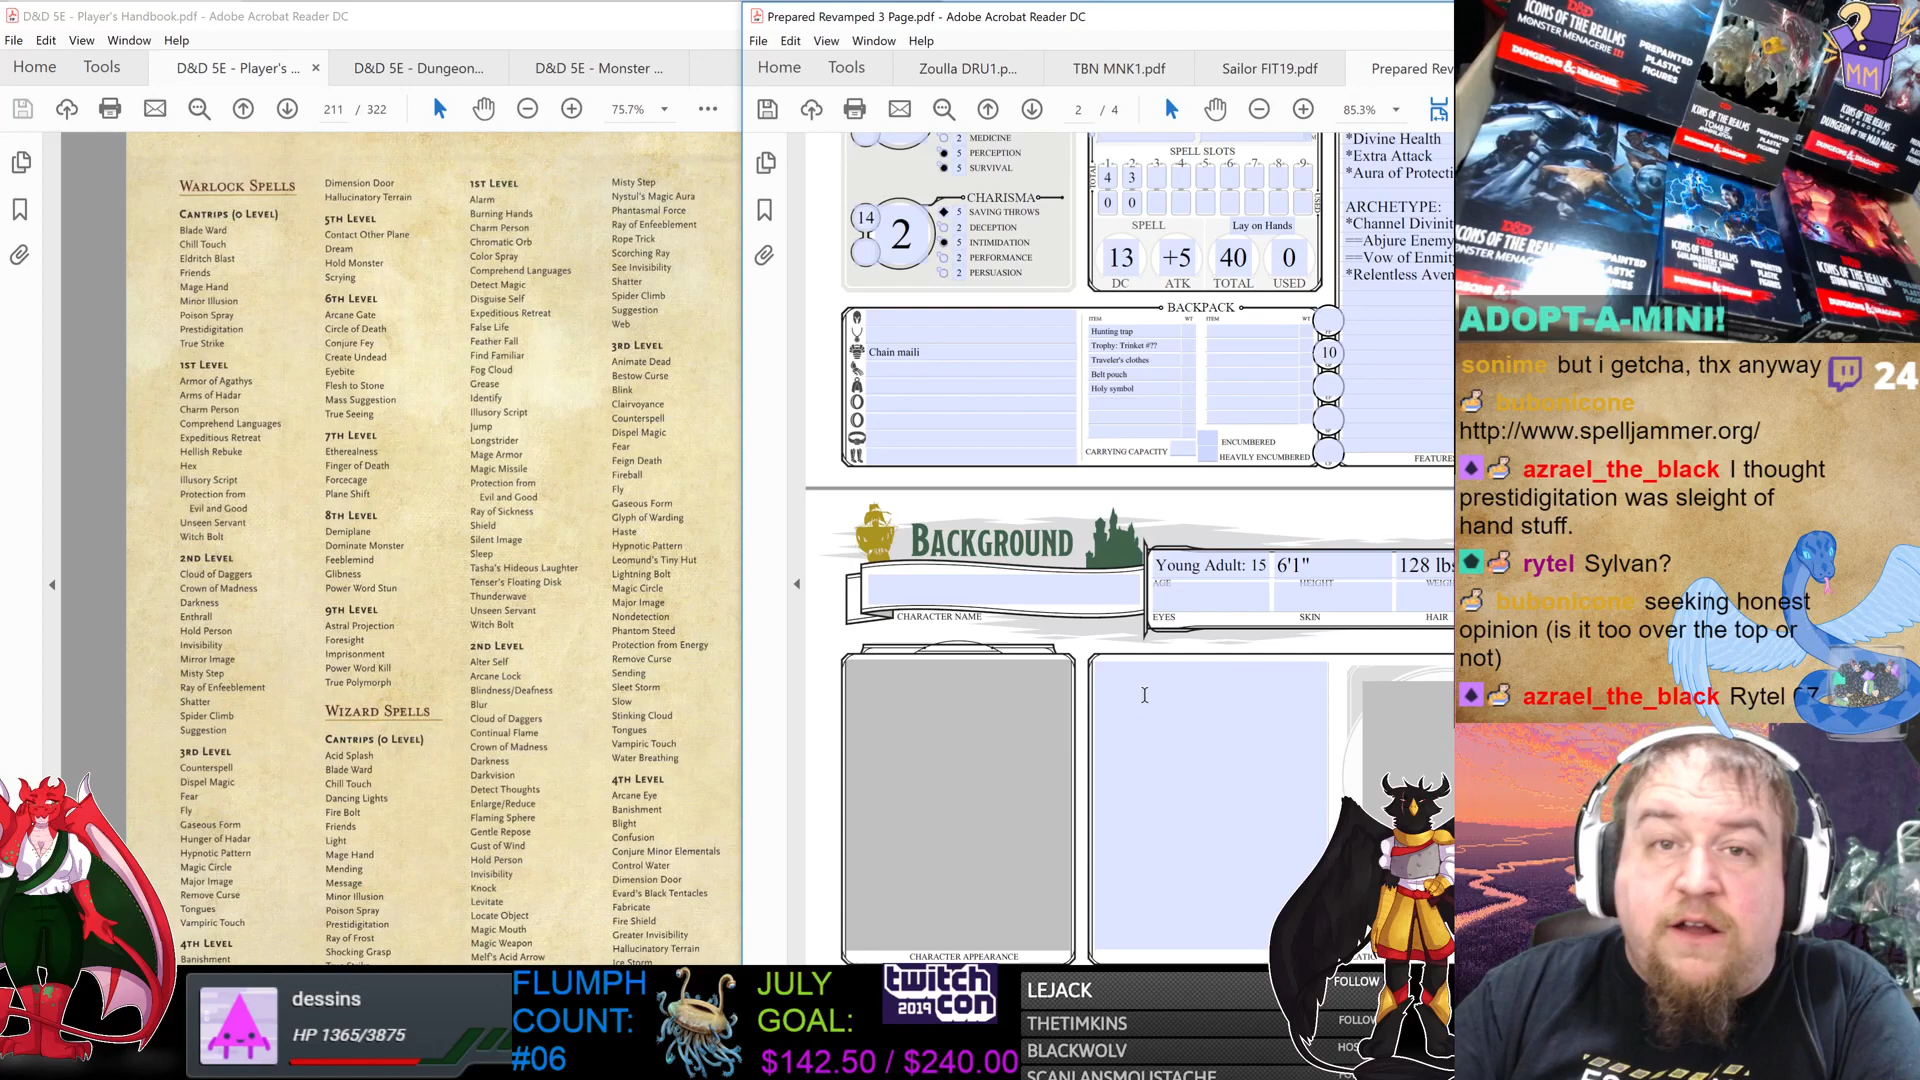 D&D 5E - Player's Handbook.pdf - Adobe Acrobat Reader DC
File Edit View Window Help
Home Tools D&D 5E - Player's ... × D&D 5E - Dungeon... D&D 5E - Monster ...
211 / 322 75.7%
WARLOCK SPELLS
CANTRIPS (0 LEVEL)
Blade Ward
Chill Touch
Eldritch Blast
Friends
Mage Hand
Minor Illusion
Poison Spray
Prestidigitation
True Strike
1ST LEVEL
Armor of Agathys
Arms of Hadar
Charm Person
Comprehend Languages
Expeditious Retreat
Hellish Rebuke
Hex
Illusory Script
Protection from
Evil and Good
Unseen Servant
Witch Bolt
2ND LEVEL
Cloud of Daggers
Crown of Madness
Darkness
Enthrall
Hold Person
Invisibility
Mirror Image
Misty Step
Ray of Enfeeblement
Shatter
Spider Climb
Suggestion
3RD LEVEL
Counterspell
Dispel Magic
Fear
Fly
Gaseous Form
Hunger of Hadar
Hypnotic Pattern
Magic Circle
Major Image
Remove Curse
Tongues
Vampiric Touch
4TH LEVEL
Banishment
Dimension Door
Hallucinatory Terrain
5TH LEVEL
Contact Other Plane
Dream
Hold Monster
Scrying
6TH LEVEL
Arcane Gate
Circle of Death
Conjure Fey
Create Undead
Eyebite
Flesh to Stone
Mass Suggestion
True Seeing
7TH LEVEL
Etherealness
Finger of Death
Forcecage
Plane Shift
8TH LEVEL
Demiplane
Dominate Monster
Feeblemind
Glibness
Power Word Stun
9TH LEVEL
Astral Projection
Foresight
Imprisonment
Power Word Kill
True Polymorph
WIZARD SPELLS
CANTRIPS (0 LEVEL)
Acid Splash
Blade Ward
Chill Touch
Dancing Lights
Fire Bolt
Friends
Light
Mage Hand
Mending
Message
Minor Illusion
Poison Spray
Prestidigitation
Ray of Frost
Shocking Grasp
1ST LEVEL
Alarm
Burning Hands
Charm Person
Chromatic Orb
Color Spray
Comprehend Languages
Detect Magic
Disguise Self
Expeditious Retreat
False Life
Feather Fall
Find Familiar
Fog Cloud
Grease
Identify
Illusory Script
Jump
Longstrider
Mage Armor
Magic Missile
Protection from
Evil and Good
Ray of Sickness
Shield
Silent Image
Sleep
Tasha's Hideous Laughter
Tenser's Floating Disk
Thunderwave
Unseen Servant
Witch Bolt
2ND LEVEL
Alter Self
Arcane Lock
Blindness/Deafness
Blur
Cloud of Daggers
Continual Flame
Crown of Madness
Darkness
Darkvision
Detect Thoughts
Enlarge/Reduce
Flaming Sphere
Gentle Repose
Gust of Wind
Hold Person
Invisibility
Knock
Levitate
Locate Object
Magic Mouth
Magic Weapon
Melf's Acid Arrow
Misty Step
Nystul's Magic Aura
Phantasmal Force
Ray of Enfeeblement
Rope Trick
Scorching Ray
See Invisibility
Shatter
Spider Climb
Suggestion
Web
3RD LEVEL
Animate Dead
Bestow Curse
Blink
Clairvoyance
Counterspell
Dispel Magic
Fear
Feign Death
Fireball
Fly
Gaseous Form
Glyph of Warding
Haste
Hypnotic Pattern
Leomund's Tiny Hut
Lightning Bolt
Magic Circle
Major Image
Nondetection
Phantom Steed
Protection from Energy
Remove Curse
Sending
Sleet Storm
Slow
Stinking Cloud
Tongues
Vampiric Touch
Water Breathing
4TH LEVEL
Arcane Eye
Banishment
Blight
Confusion
Conjure Minor Elementals
Control Water
Dimension Door
Evard's Black Tentacles
Fabricate
Fire Shield
Greater Invisibility
Hallucinatory Terrain
Ice Storm
Prepared Revamped 3 Page.pdf - Adobe Acrobat Reader DC
File Edit View Window Help
Home Tools Zoulla DRU1.p... TBN MNK1.pdf Sailor FIT19.pdf Prepared Rev
2 / 4 85.3%
2 MEDICINE
5 PERCEPTION
5 SURVIVAL
CHARISMA
14 2
5 SAVING THROWS
2 DECEPTION
5 INTIMIDATION
2 PERFORMANCE
2 PERSUASION
SPELL SLOTS
-1- -2- -3- -4- -5- -6- -7- -8- -9-
TOTAL 4 3
0 0 USED
SPELL Lay on Hands
13 +5 40 0
DC ATK TOTAL USED
*Divine Health
*Extra Attack
*Aura of Protecti
ARCHETYPE:
*Channel Divinit
==Abjure Enemy
==Vow of Enmit
*Relentless Aven
BACKPACK
ITEM WT ITEM WT
Chain maili
Hunting trap
Trophy: Trinket #??
Traveler's clothes
Belt pouch
Holy symbol
10
CARRYING CAPACITY
ENCUMBERED
HEAVILY ENCUMBERED
FEATURE
BACKGROUND
CHARACTER NAME
Young Adult: 15 6'1" 128 lbs
AGE HEIGHT WEIGH
EYES SKIN HAIR
CHARACTER APPEARANCE
D&D
ICONS OF THE REALMS
MONSTER MENAGERIE III
DUNGEONS & DRAGONS
PREPAINTED
PLASTIC
FIGURES
MM
ADOPT-A-MINI!
sonime but i getcha, thx anyway
24
bubonicone
http://www.spelljammer.org/
azrael_the_black I thought
prestidigitation was sleight of
hand stuff.
rytel Sylvan?
bubonicone seeking honest
opinion (is it too over the top or
not)
azrael_the_black Rytel
dessins
HP 1365/3875
FLUMPH
COUNT:
#06
JULY
GOAL:
$142.50 / $240.00
twitch
con
2019
LEJACK FOLLOW
THETIMKINS FOLLO
BLACKWOLV HOS
SCANLANSMOUSTACHE